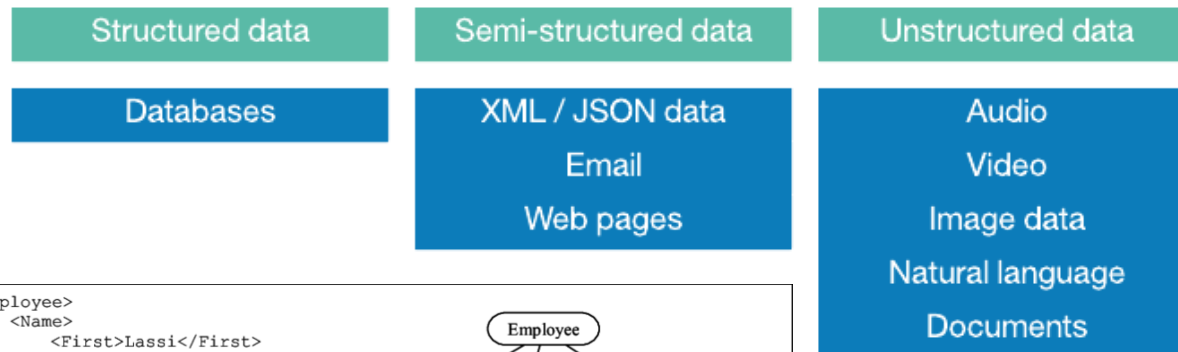 Structured data
Semi-structured data
Unstructured data
Databases
XML / JSON data
Email
Web pages
Audio
Video
Image data
Natural language
Documents
ployee>
<Name>
<First>Lassi</First>
Employee